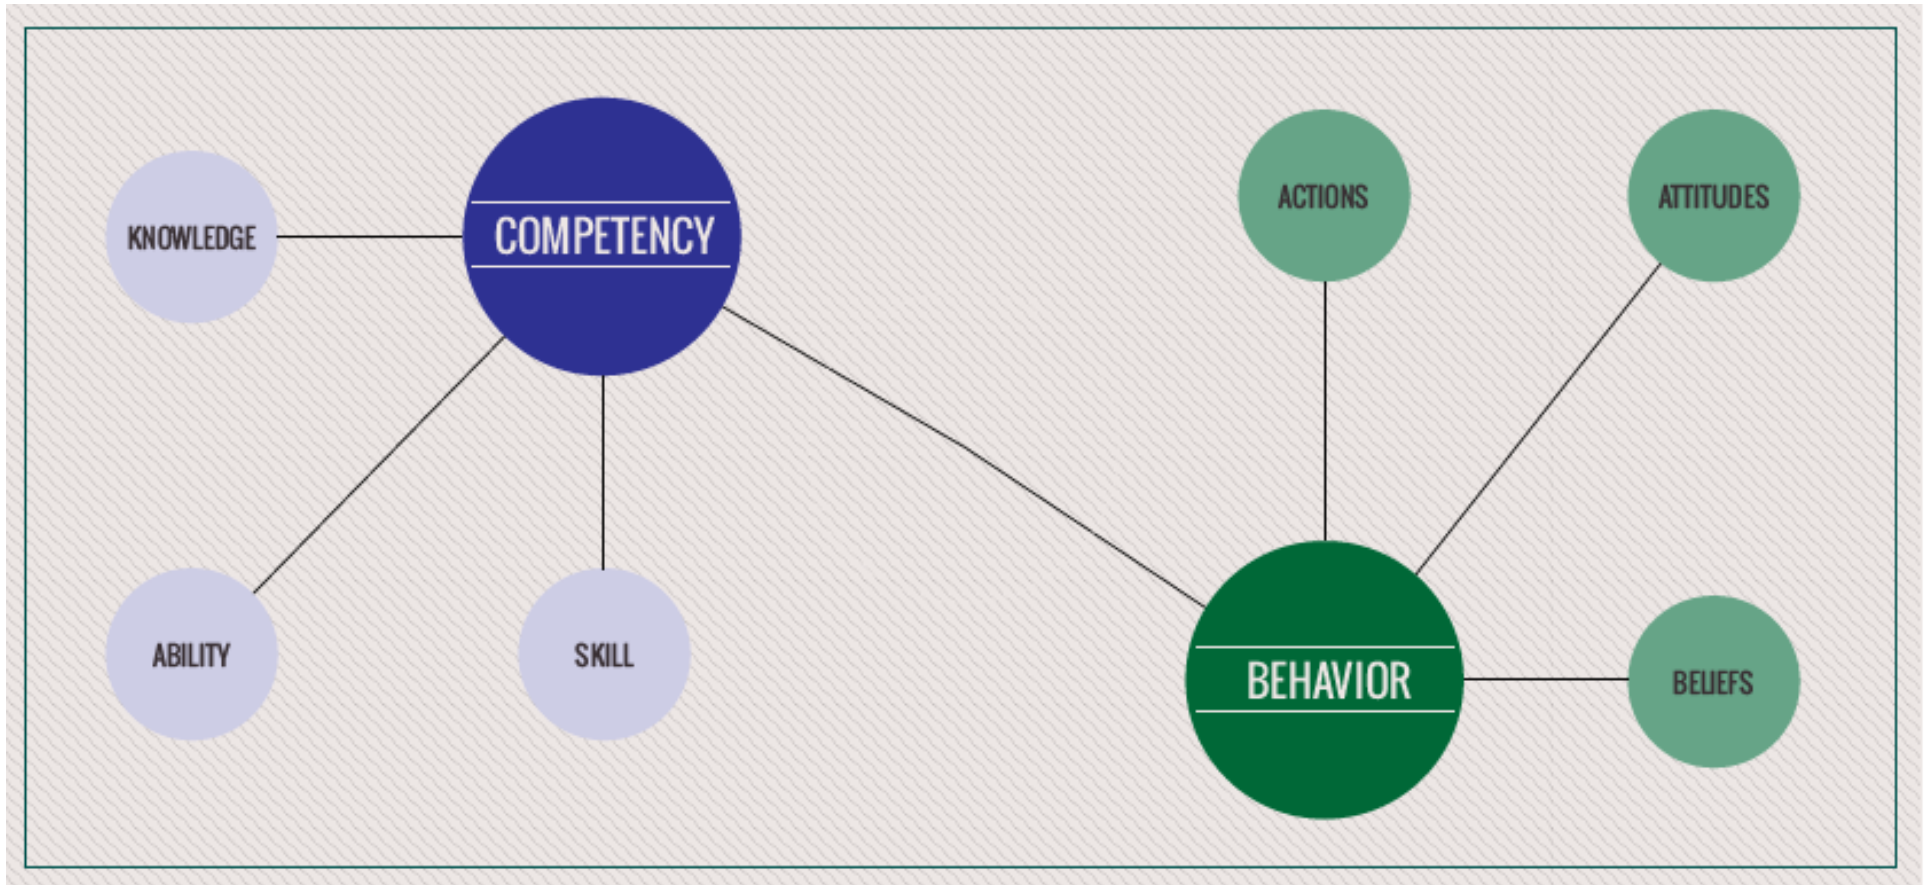 KNOWLEDGE
COMPETENCY
ABILITY
SKILL
ACTIONS
ATTITUDES
BEHAVIOR
BELIEFS